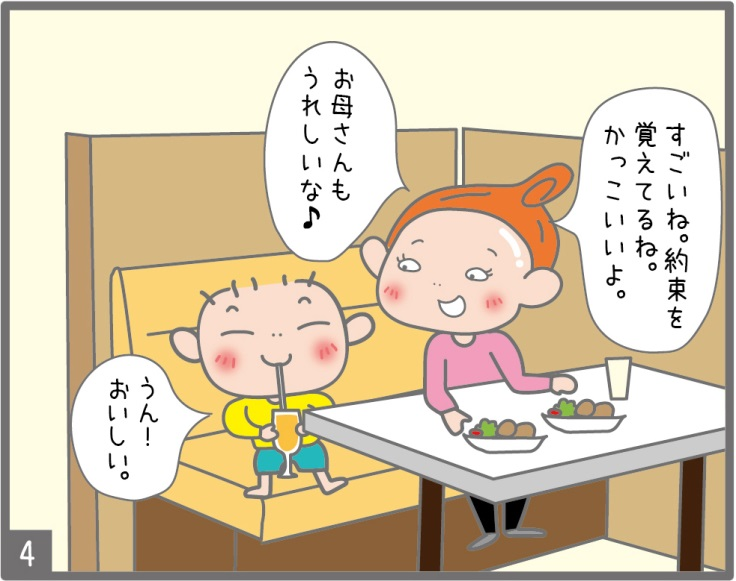 すごいね。約束を
覚えてるね。
かっこいいよ。
お母さんも
うれしいな♪
うん！
おいしい。
4